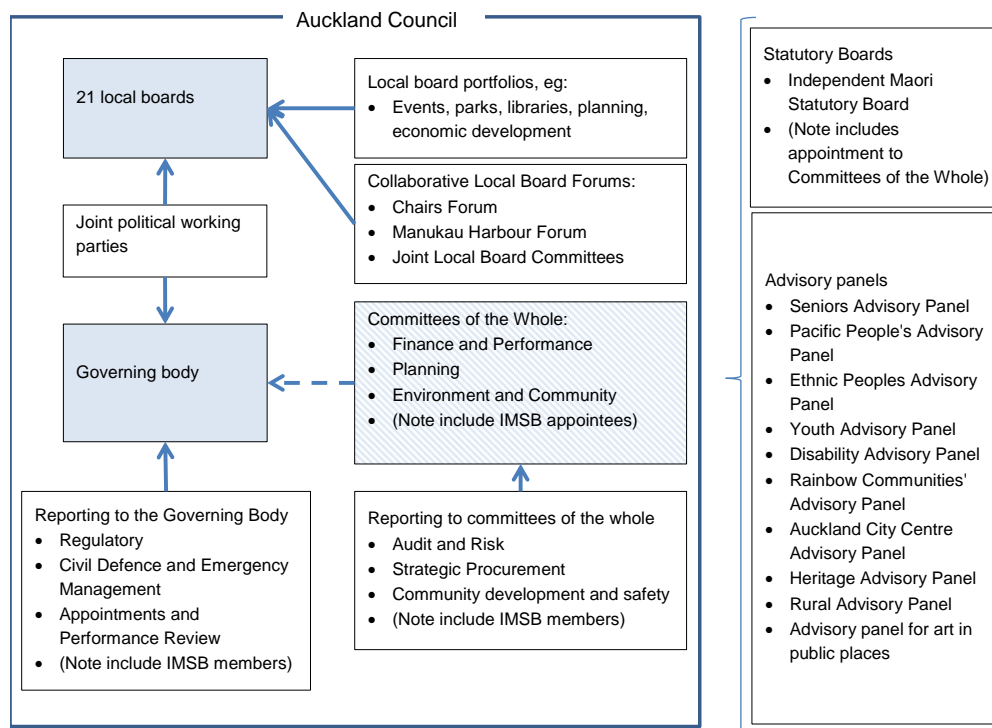 Auckland Council
21 local boards
Local board portfolios, eg:
• Events, parks, libraries, planning,
economic development
Collaborative Local Board Forums:
• Chairs Forum
• Manukau Harbour Forum
• Joint Local Board Committees
Joint political working
parties
Governing body
Committees of the Whole:
• Finance and Performance
• Planning
• Environment and Community
• (Note include IMSB appointees)
Reporting to the Governing Body
• Regulatory
• Civil Defence and Emergency
Management
• Appointments and
Performance Review
• (Note include IMSB members)
Reporting to committees of the whole
• Audit and Risk
• Strategic Procurement
• Community development and safety
• (Note include IMSB members)
Statutory Boards
• Independent Maori
Statutory Board
• (Note includes
appointment to
Committees of the Whole)
Advisory panels
• Seniors Advisory Panel
• Pacific People's Advisory
Panel
• Ethnic Peoples Advisory
Panel
• Youth Advisory Panel
• Disability Advisory Panel
• Rainbow Communities'
Advisory Panel
• Auckland City Centre
Advisory Panel
• Heritage Advisory Panel
• Rural Advisory Panel
• Advisory panel for art in
public places